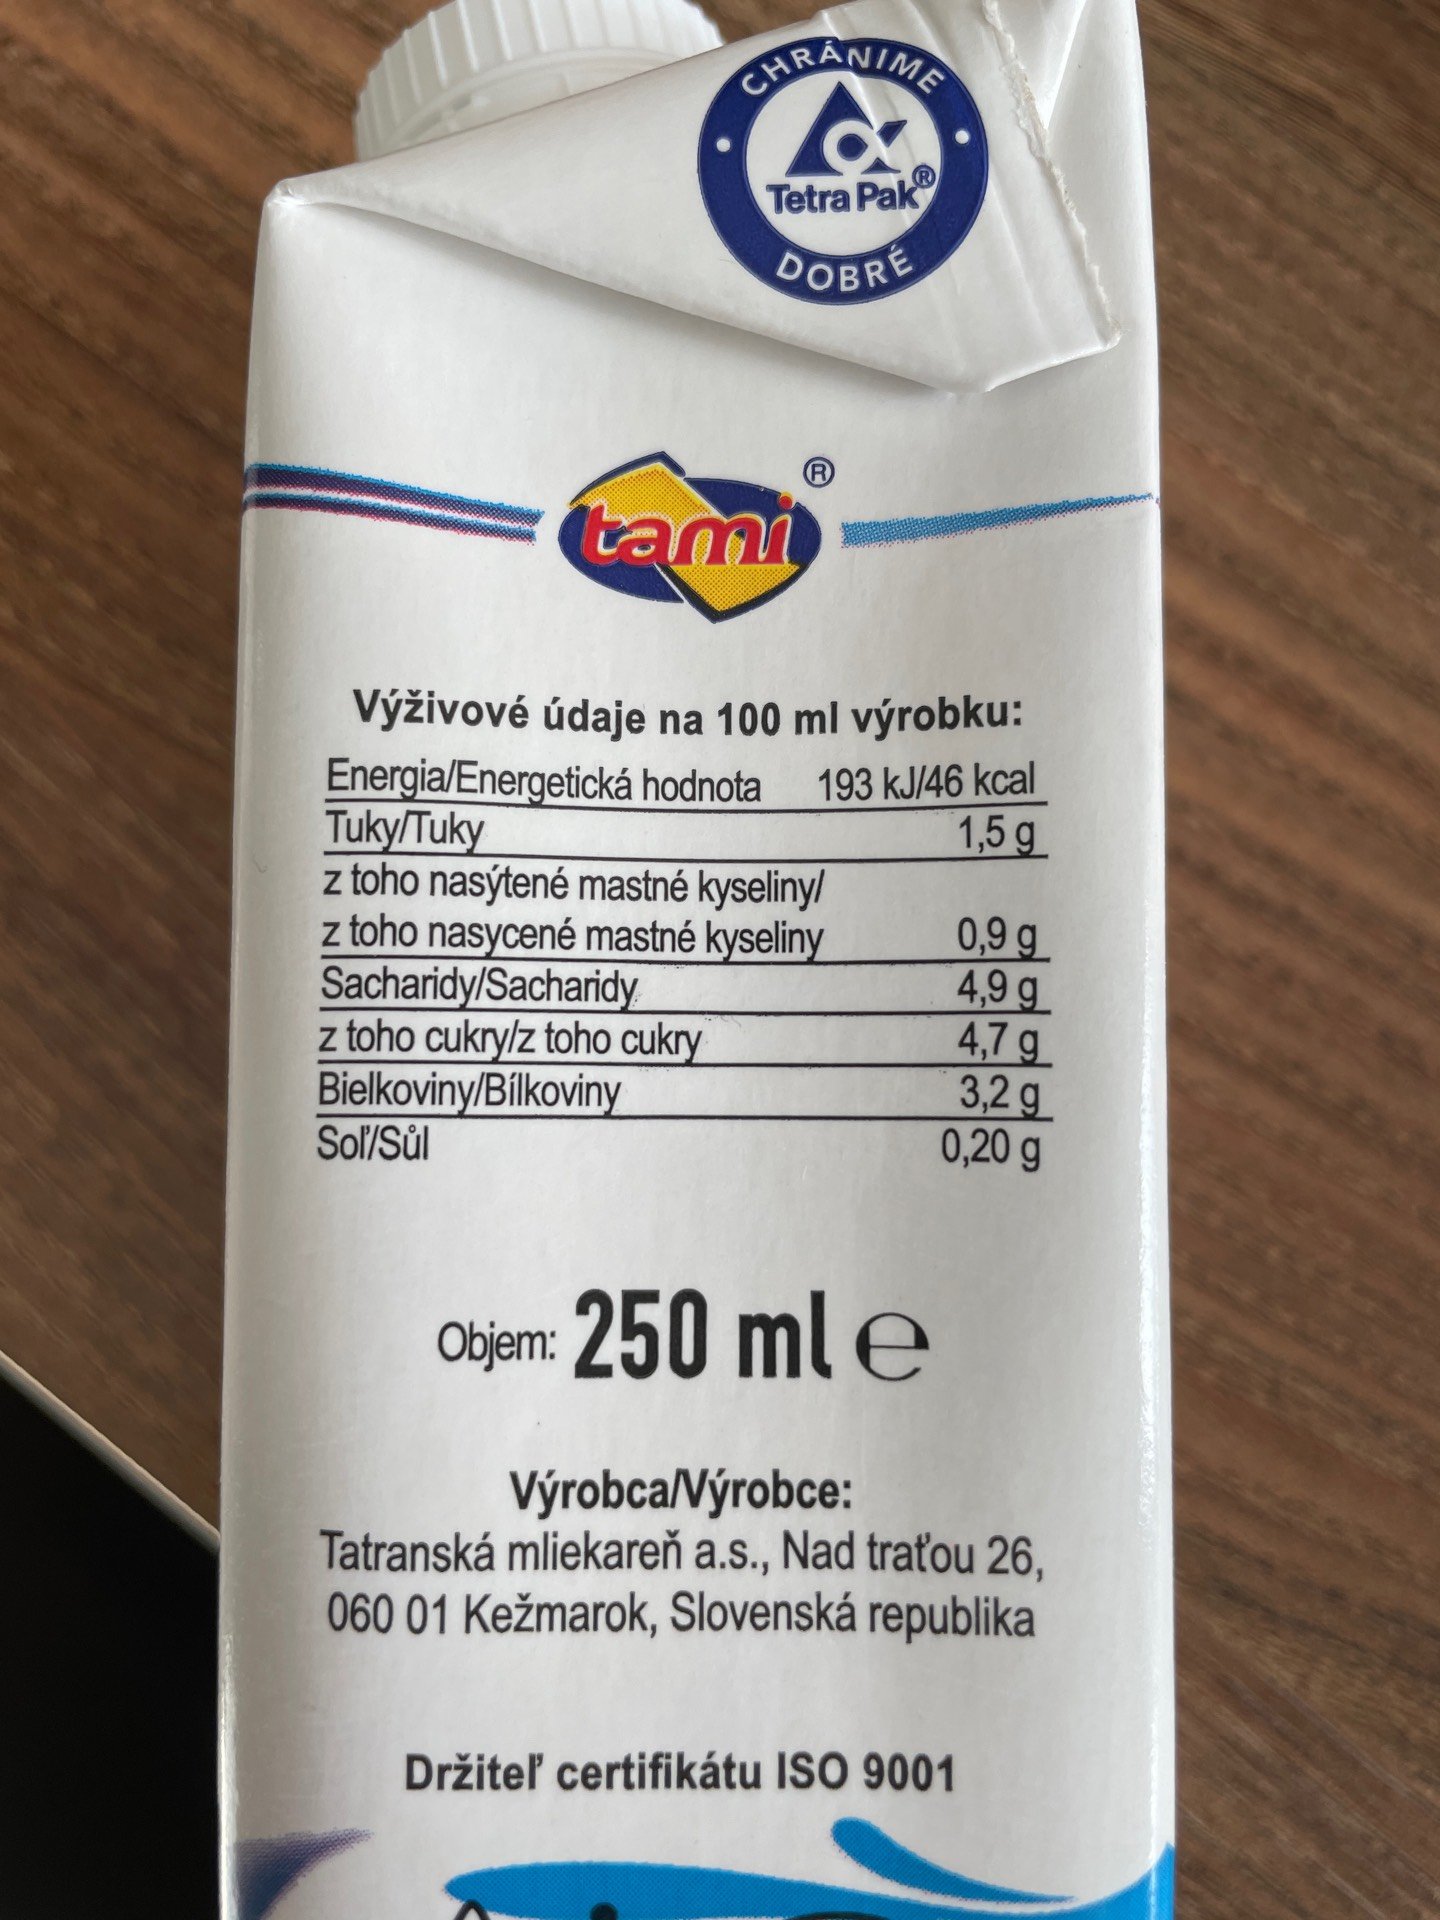 CHRÁNIME
Tetra Pak®
DOBRÉ
tami®
Výživové údaje na 100 ml výrobku:
Energia/Energetická hodnota 193 kJ/46 kcal
Tuky/Tuky 1,5 g
z toho nasýtené mastné kyseliny/
z toho nasycené mastné kyseliny 0,9 g
Sacharidy/Sacharidy 4,9 g
z toho cukry/z toho cukry 4,7 g
Bielkoviny/Bílkoviny 3,2 g
Soľ/Sůl 0,20 g
Objem: 250 ml ℮
Výrobca/Výrobce:
Tatranská mliekareň a.s., Nad traťou 26,
060 01 Kežmarok, Slovenská republika
Držiteľ certifikátu ISO 9001